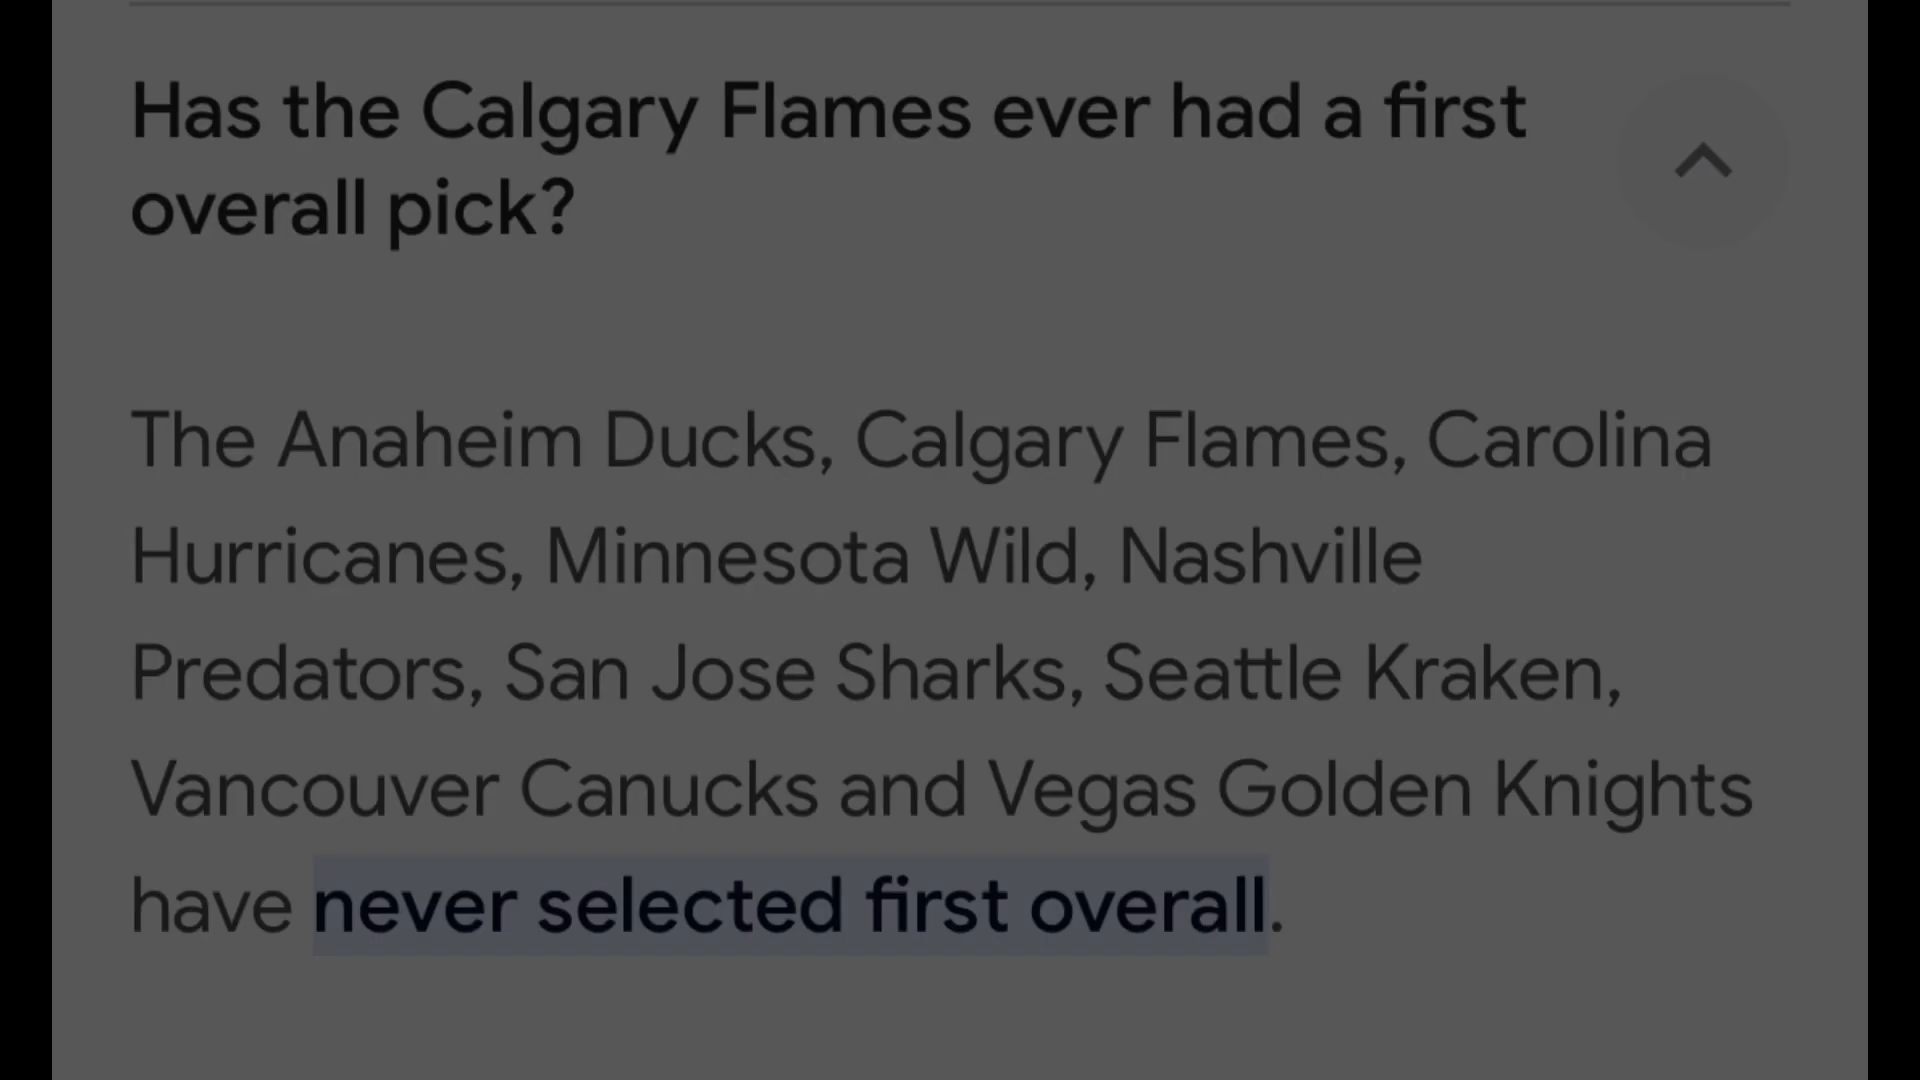 Has the Calgary Flames ever had a first
overall pick?
The Anaheim Ducks, Calgary Flames, Carolina
Hurricanes, Minnesota Wild, Nashville
Predators, San Jose Sharks, Seattle Kraken,
Vancouver Canucks and Vegas Golden Knights
have never selected first overall.